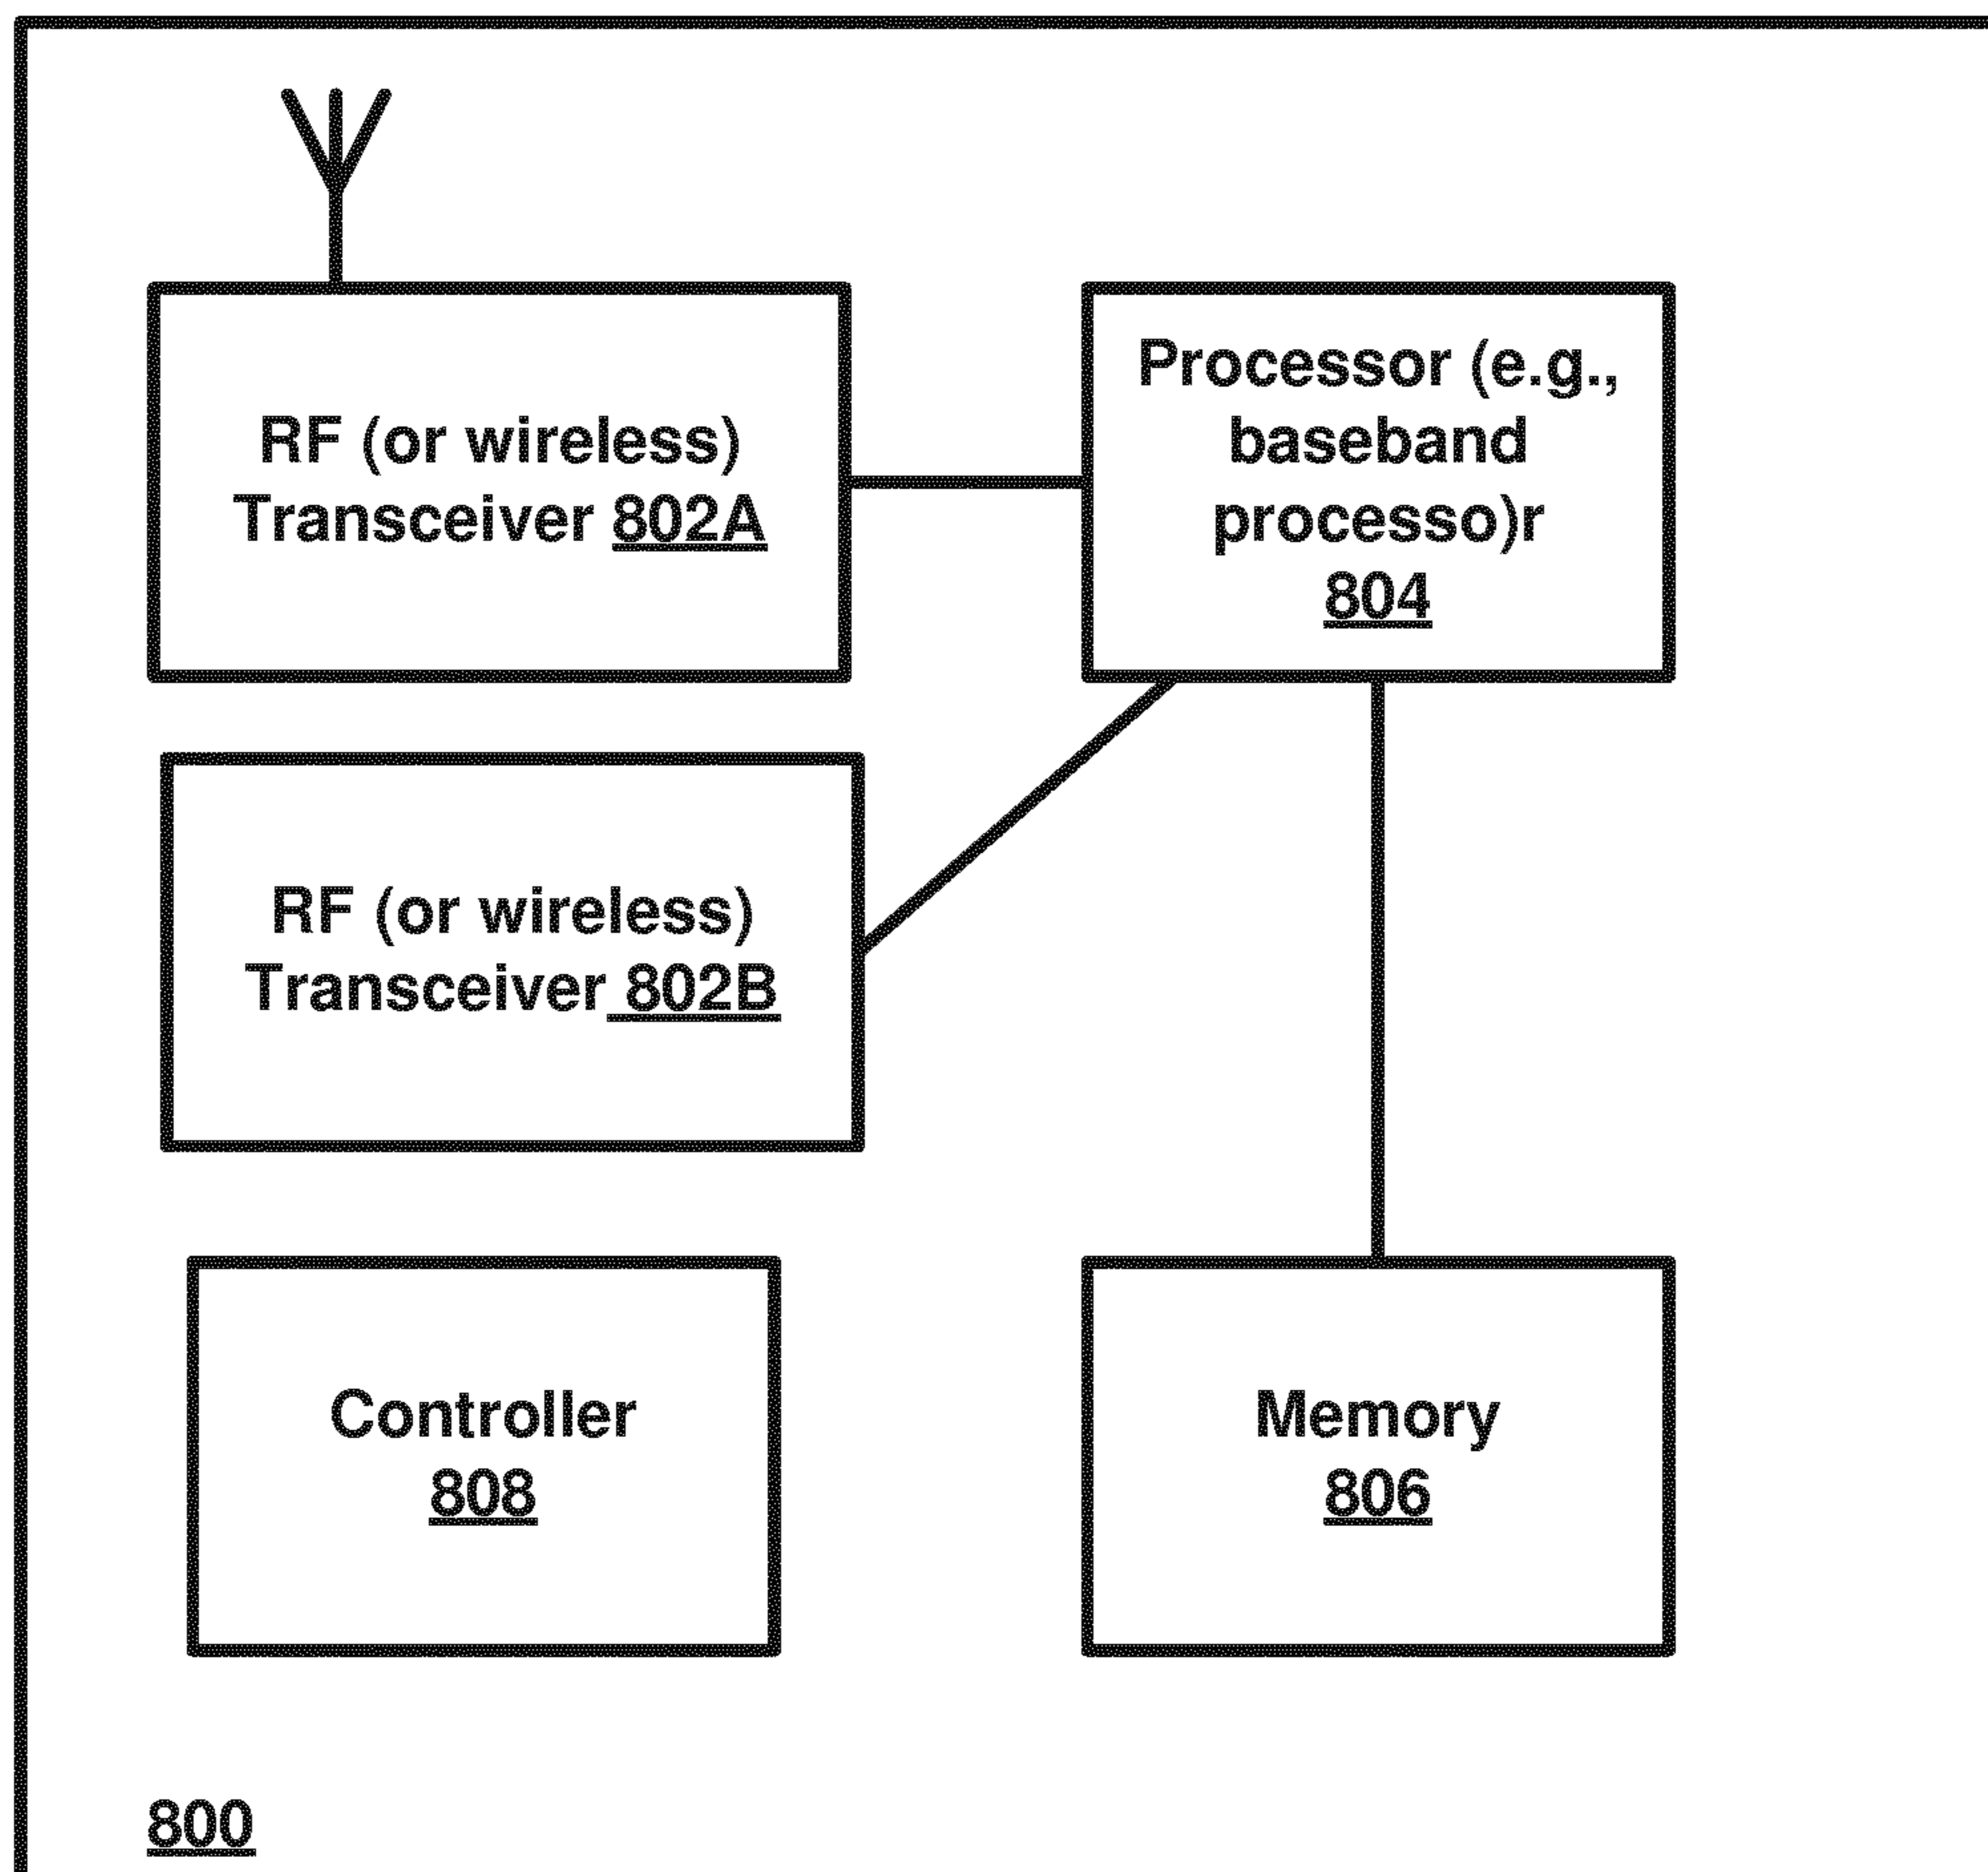 RF (or wireless)
Transceiver 802A
Processor (e.g.,
baseband
processo)r
804
RF (or wireless)
Transceiver 802B
Controller
808
Memory
806
800